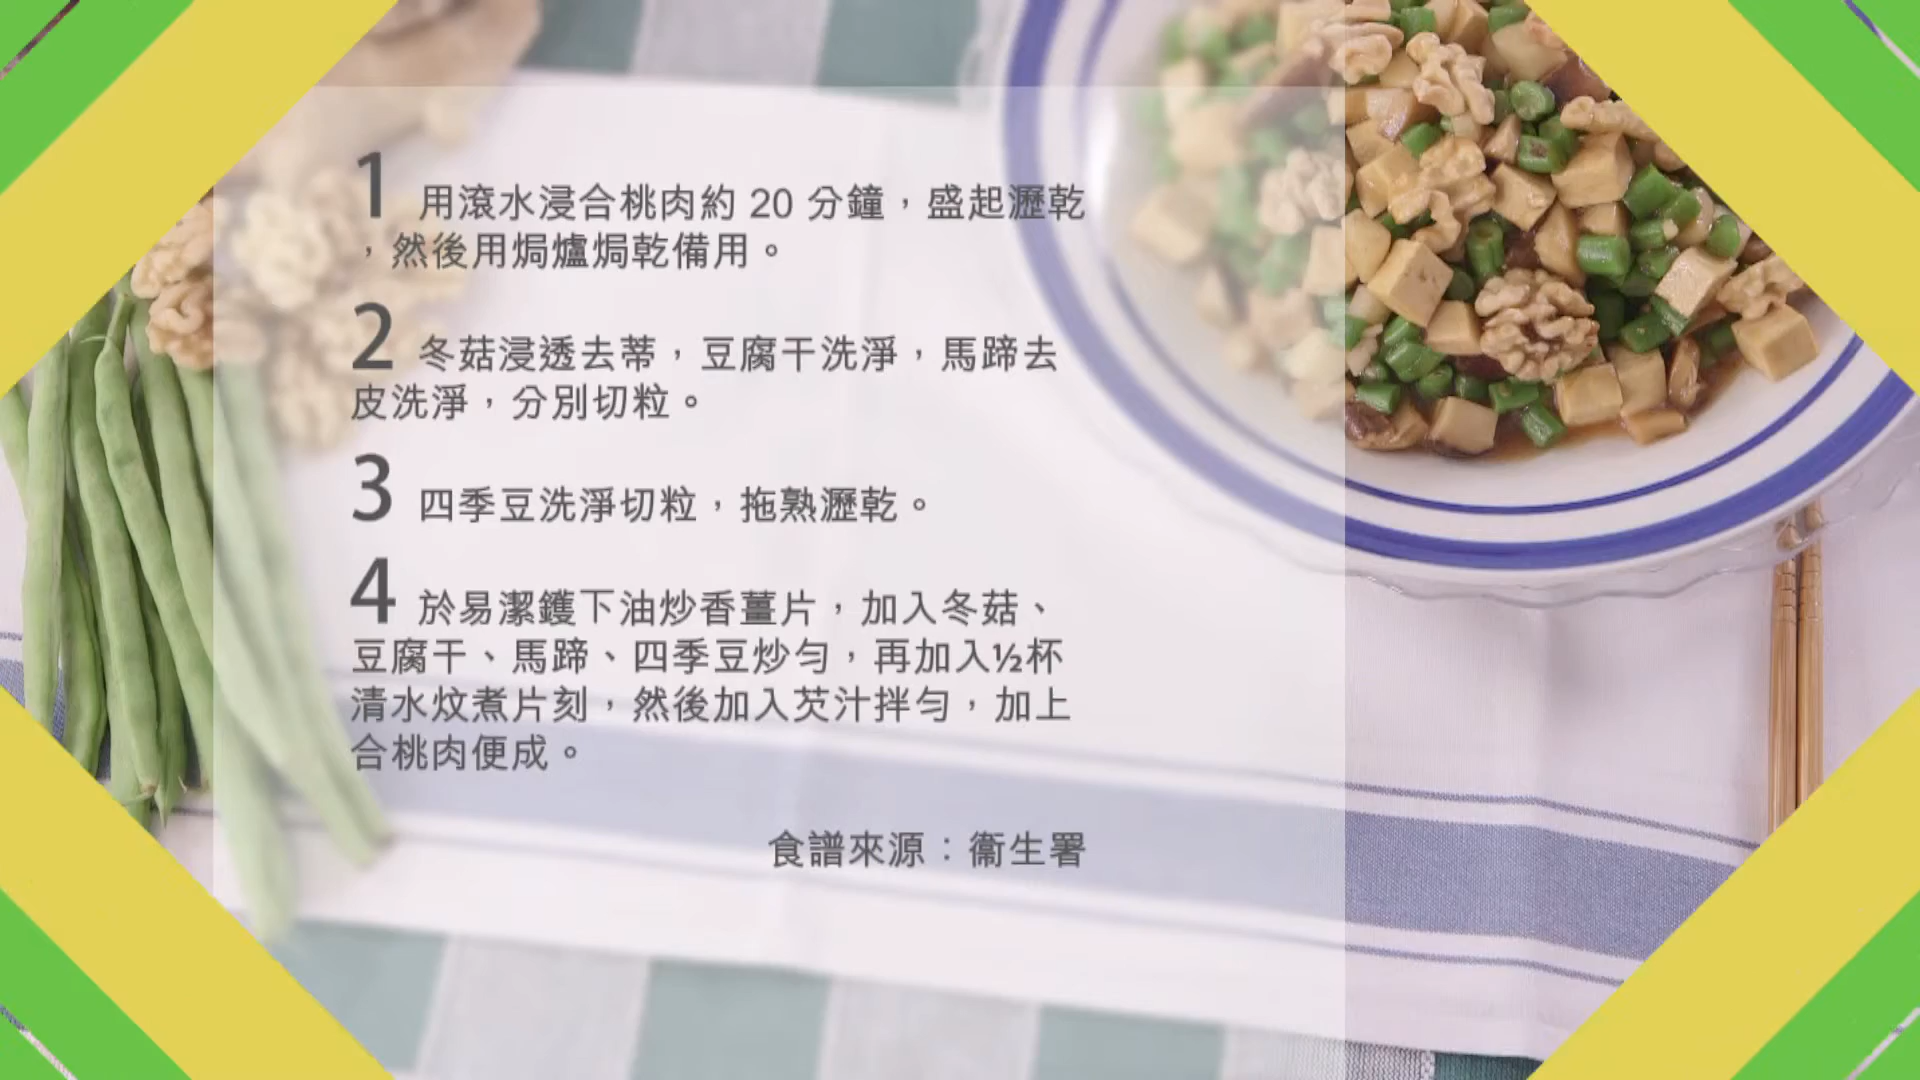 1 用滾水浸合桃肉約 20 分鐘，盛起瀝乾
，然後用焗爐焗乾備用。
2 冬菇浸透去蒂，豆腐干洗淨，馬蹄去
皮洗淨，分別切粒。
3 四季豆洗淨切粒，拖熟瀝乾。
4 於易潔鑊下油炒香薑片，加入冬菇、
豆腐干、馬蹄、四季豆炒勻，再加入½杯
清水炆煮片刻，然後加入芡汁拌勻，加上
合桃肉便成。
食譜來源：衞生署